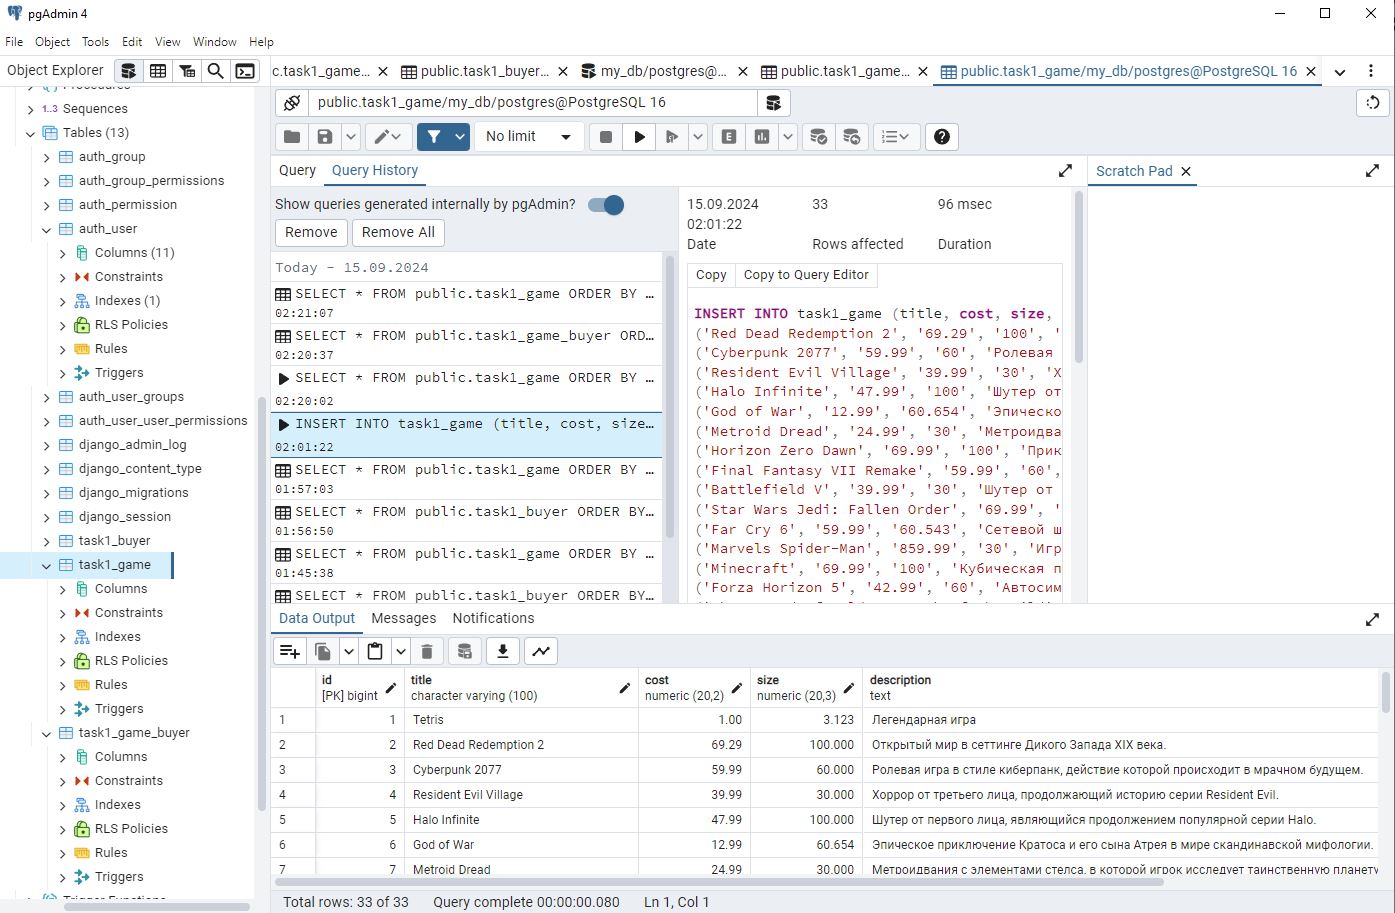 pgAdmin 4
File Object Tools Edit View Window Help
Object Explorer
c.task1_game...
public.task1_buyer...
my_db/postgres@...
public.task1_game...
public.task1_game/my_db/postgres@PostgreSQL 16
Procedures
1..3 Sequences
Tables (13)
auth_group
auth_group_permissions
auth_permission
auth_user
Columns (11)
Constraints
Indexes (1)
RLS Policies
Rules
Triggers
auth_user_groups
auth_user_user_permissions
django_admin_log
django_content_type
django_migrations
django_session
task1_buyer
task1_game
Columns
Constraints
Indexes
RLS Policies
Rules
Triggers
task1_game_buyer
Columns
Constraints
Indexes
RLS Policies
Rules
Triggers
Trigger Functions
public.task1_game/my_db/postgres@PostgreSQL 16
No limit
E
Query Query History
Show queries generated internally by pgAdmin?
Remove Remove All
Today - 15.09.2024
SELECT * FROM public.task1_game ORDER BY ...
02:21:07
SELECT * FROM public.task1_game_buyer ORD...
02:20:37
SELECT * FROM public.task1_game ORDER BY ...
02:20:02
INSERT INTO task1_game (title, cost, size...
02:01:22
SELECT * FROM public.task1_game ORDER BY ...
01:57:03
SELECT * FROM public.task1_buyer ORDER BY...
01:56:50
SELECT * FROM public.task1_game ORDER BY ...
01:45:38
SELECT * FROM public.task1_buyer ORDER BY...
15.09.2024 33 96 msec
02:01:22
Date Rows affected Duration
Copy Copy to Query Editor
INSERT INTO task1_game (title, cost, size,
('Red Dead Redemption 2', '69.29', '100', '
('Cyberpunk 2077', '59.99', '60', 'Ролевая
('Resident Evil Village', '39.99', '30', 'Х
('Halo Infinite', '47.99', '100', 'Шутер от
('God of War', '12.99', '60.654', 'Эпическо
('Metroid Dread', '24.99', '30', 'Метроидва
('Horizon Zero Dawn', '69.99', '100', 'Прик
('Final Fantasy VII Remake', '59.99', '60',
('Battlefield V', '39.99', '30', 'Шутер от
('Star Wars Jedi: Fallen Order', '69.99', '
('Far Cry 6', '59.99', '60.543', 'Сетевой ш
('Marvels Spider-Man', '859.99', '30', 'Игр
('Minecraft', '69.99', '100', 'Кубическая п
('Forza Horizon 5', '42.99', '60', 'Автосим
Scratch Pad
Data Output Messages Notifications
id title cost size description
[PK] bigint character varying (100) numeric (20,2) numeric (20,3) text
1 1 Tetris 1.00 3.123 Легендарная игра
2 2 Red Dead Redemption 2 69.29 100.000 Открытый мир в сеттинге Дикого Запада XIX века.
3 3 Cyberpunk 2077 59.99 60.000 Ролевая игра в стиле киберпанк, действие которой происходит в мрачном будущем.
4 4 Resident Evil Village 39.99 30.000 Хоррор от третьего лица, продолжающий историю серии Resident Evil.
5 5 Halo Infinite 47.99 100.000 Шутер от первого лица, являющийся продолжением популярной серии Halo.
6 6 God of War 12.99 60.654 Эпическое приключение Кратоса и его сына Атрея в мире скандинавской мифологии.
7 7 Metroid Dread 24.99 30.000 Метроидвания с элементами стелса, в которой игрок исследует таинственную планету
Total rows: 33 of 33 Query complete 00:00:00.080 Ln 1, Col 1